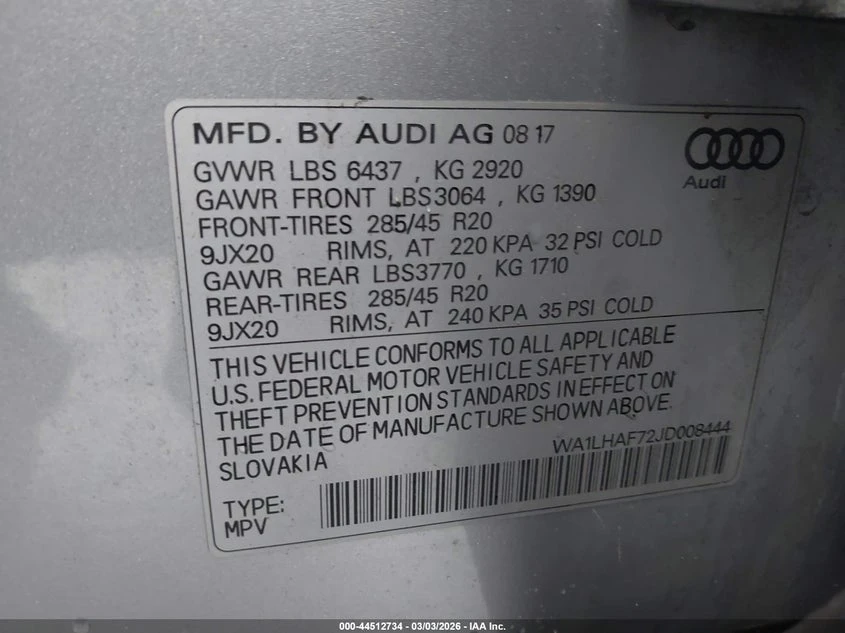 MFD. BY AUDI AG 08 17
GVWR LBS 6437 , KG 2920
GAWR FRONT LBS3064 , KG 1390
FRONT-TIRES 285/45 R20
9JX20 RIMS, AT 220 KPA 32 PSI COLD
GAWR REAR LBS3770 , KG 1710
REAR-TIRES 285/45 R20
9JX20 RIMS, AT 240 KPA 35 PSI COLD
Audi
THIS VEHICLE CONFORMS TO ALL APPLICABLE
U.S. FEDERAL MOTOR VEHICLE SAFETY AND
THEFT PREVENTION STANDARDS IN EFFECT ON
THE DATE OF MANUFACTURE SHOWN ABOVE.
SLOVAKIA
WA1LHAF72JD008444
TYPE:
MPV
000-44512734 - 03/03/2026 - IAA Inc.